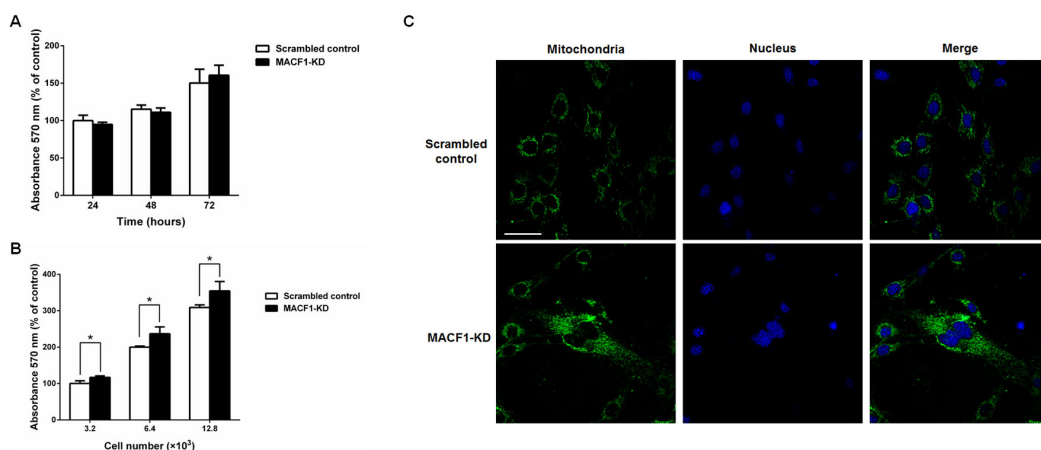 A
Absorbance 570 nm (% of control)
200
150
100
50
0
24 48 72
Time (hours)
Scrambled control
MACF1-KD
B
Absorbance 570 nm (% of control)
400
300
200
100
0
* * *
3.2 6.4 12.8
Cell number (×10³)
Scrambled control
MACF1-KD
C
Mitochondria Nucleus Merge
Scrambled
control
MACF1-KD